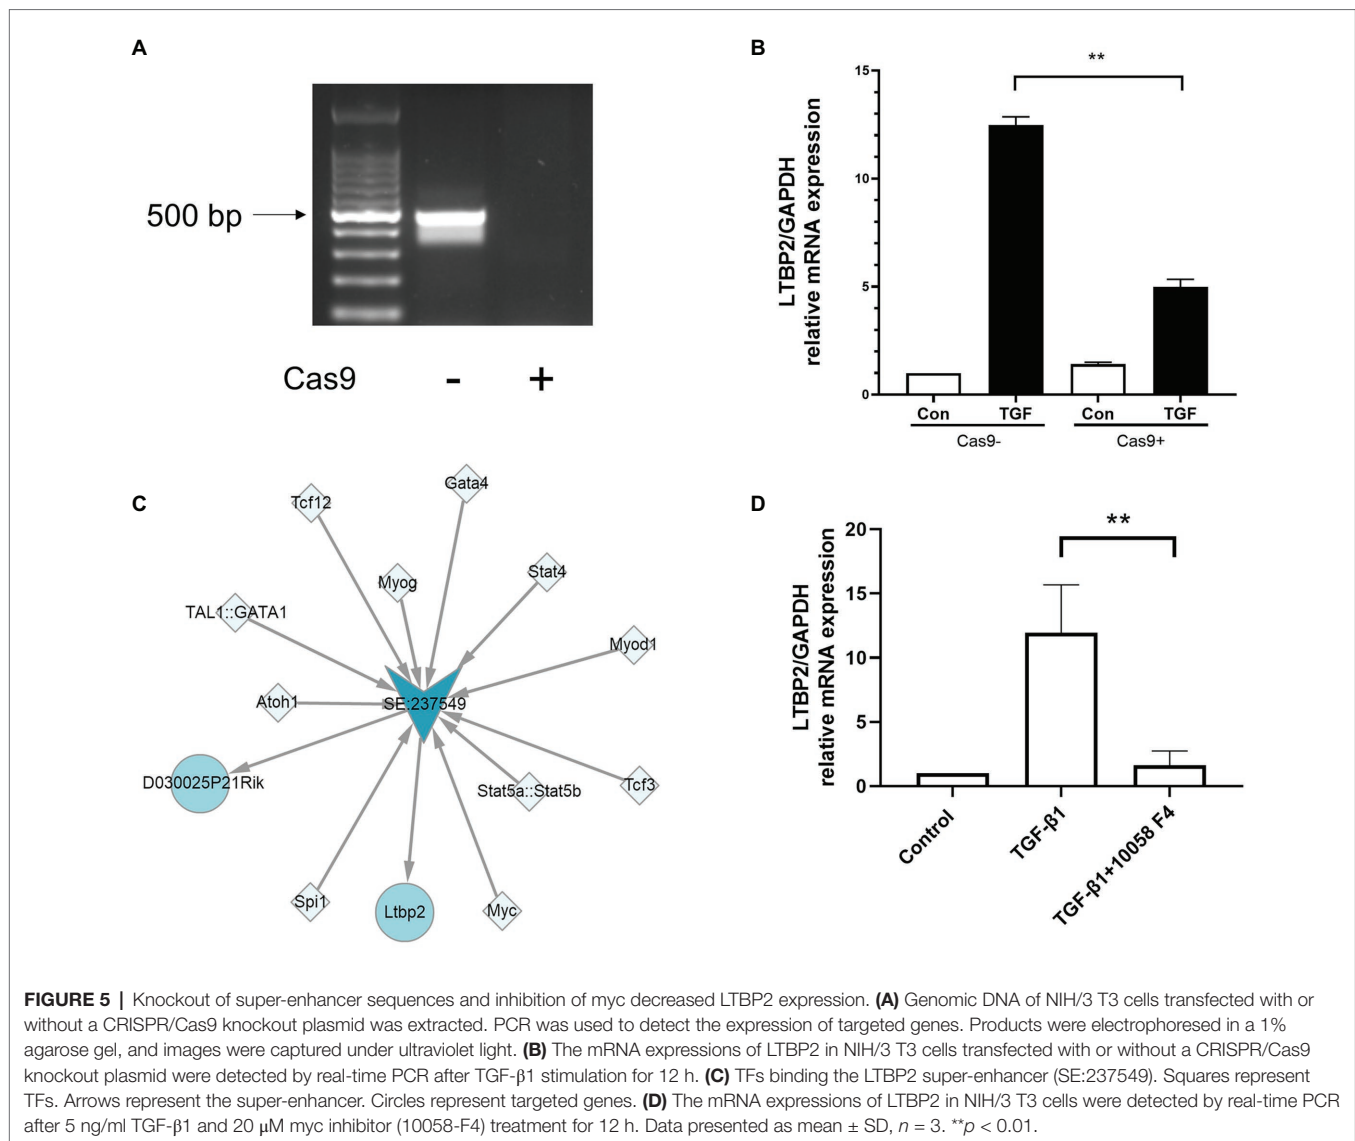 A
500 bp
Cas9 - +
B
**
LTBP2/GAPDH
relative mRNA expression
15
10
5
0
Con TGF Con TGF
Cas9- Cas9+
C
Tcf12
Gata4
Myog
Stat4
TAL1::GATA1
Myod1
Atoh1
SE:237549
D030025P21Rik
Stat5a::Stat5b
Tcf3
Spi1
Ltbp2
Myc
D
**
LTBP2/GAPDH
relative mRNA expression
20
15
10
5
0
Control
TGF-β1
TGF-β1+10058 F4
FIGURE 5 | Knockout of super-enhancer sequences and inhibition of myc decreased LTBP2 expression. (A) Genomic DNA of NIH/3 T3 cells transfected with or
without a CRISPR/Cas9 knockout plasmid was extracted. PCR was used to detect the expression of targeted genes. Products were electrophoresed in a 1%
agarose gel, and images were captured under ultraviolet light. (B) The mRNA expressions of LTBP2 in NIH/3 T3 cells transfected with or without a CRISPR/Cas9
knockout plasmid were detected by real-time PCR after TGF-β1 stimulation for 12 h. (C) TFs binding the LTBP2 super-enhancer (SE:237549). Squares represent
TFs. Arrows represent the super-enhancer. Circles represent targeted genes. (D) The mRNA expressions of LTBP2 in NIH/3 T3 cells were detected by real-time PCR
after 5 ng/ml TGF-β1 and 20 μM myc inhibitor (10058-F4) treatment for 12 h. Data presented as mean ± SD, n = 3. **p < 0.01.